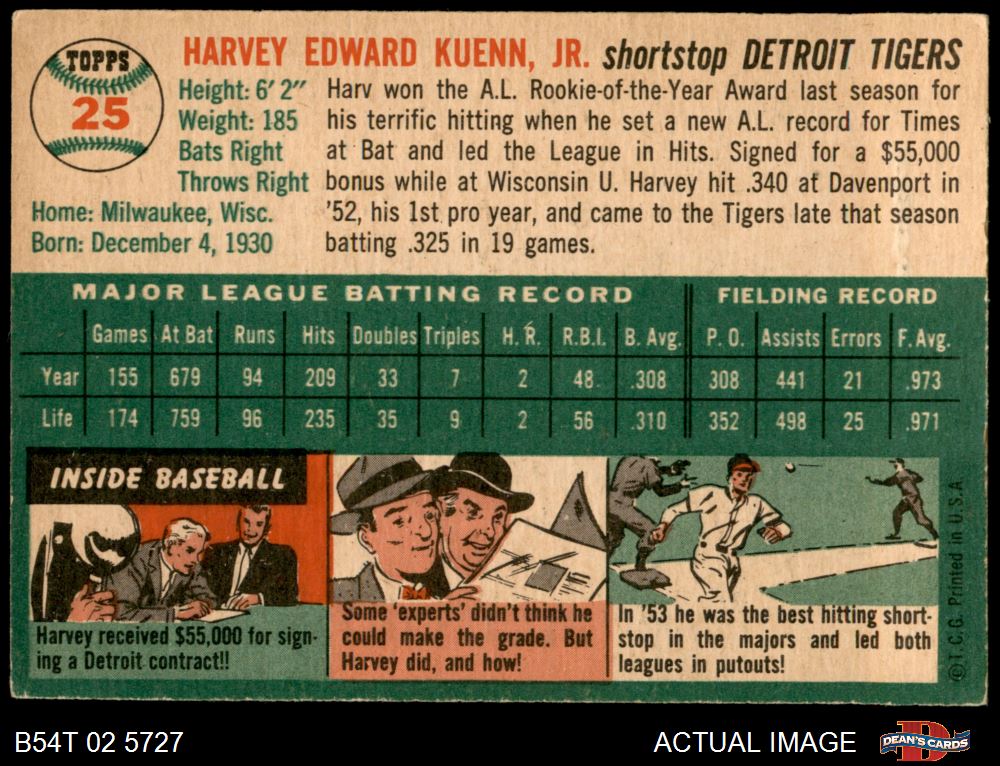 TOPPS
25
HARVEY EDWARD KUENN, JR. shortstop DETROIT TIGERS
Height: 6' 2"
Weight: 185
Bats Right
Throws Right
Home: Milwaukee, Wisc.
Born: December 4, 1930
Harv won the A.L. Rookie-of-the-Year Award last season for
his terrific hitting when he set a new A.L. record for Times
at Bat and led the League in Hits. Signed for a $55,000
bonus while at Wisconsin U. Harvey hit .340 at Davenport in
'52, his 1st pro year, and came to the Tigers late that season
batting .325 in 19 games.
MAJOR LEAGUE BATTING RECORD FIELDING RECORD
Games At Bat Runs Hits Doubles Triples H. R. R.B.I. B. Avg. P. O. Assists Errors F. Avg.
Year 155 679 94 209 33 7 2 48 .308 308 441 21 .973
Life 174 759 96 235 35 9 2 56 .310 352 498 25 .971
INSIDE BASEBALL
Harvey received $55,000 for sign-
ing a Detroit contract!!
Some 'experts' didn't think he
could make the grade. But
Harvey did, and how!
In '53 he was the best hitting short-
stop in the majors and led both
leagues in putouts!
© T.C.G. Printed in U.S.A.
B54T 02 5727
ACTUAL IMAGE
D
DEAN'S CARDS